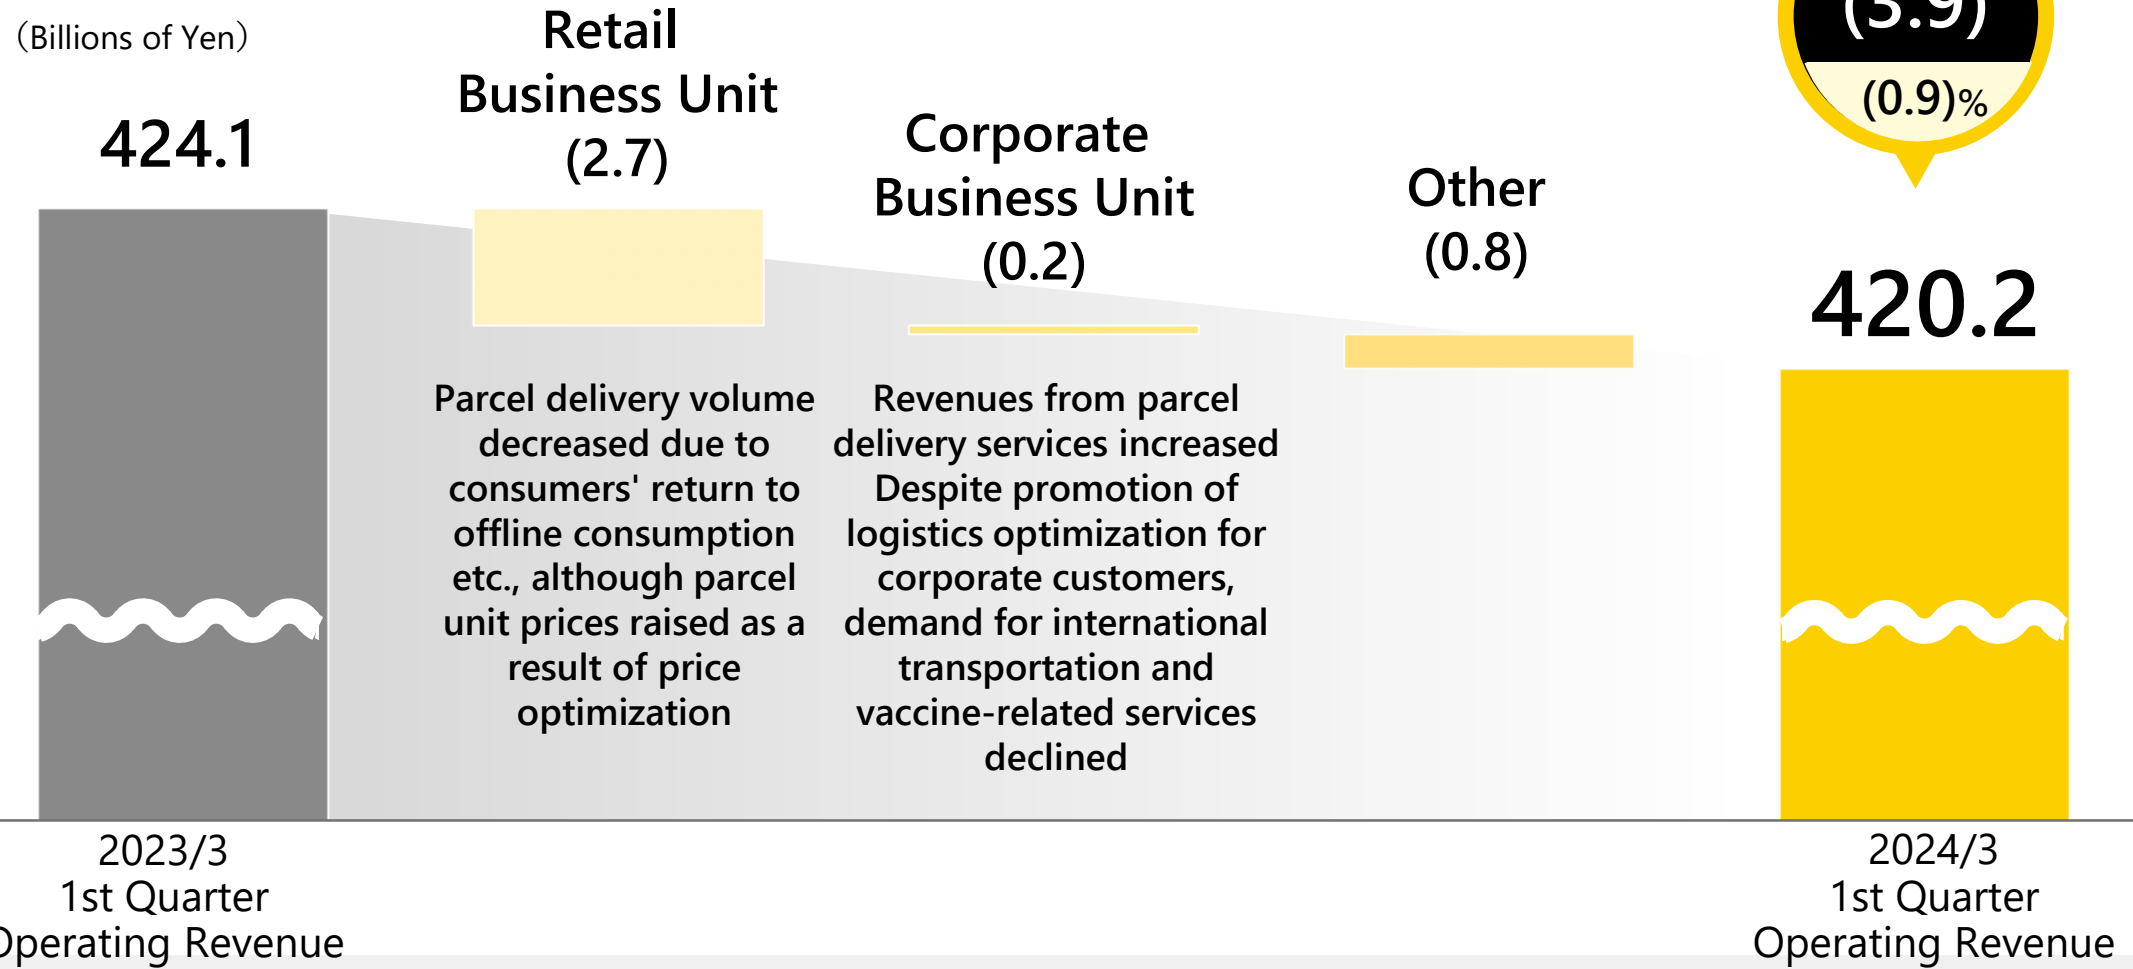 （Billions of Yen）
424.1
Retail
Business Unit
(2.7)
Corporate
Business Unit
(0.2)
Other
(0.8)
(3.9)
(0.9)%
420.2
Parcel delivery volume
decreased due to
consumers' return to
offline consumption
etc., although parcel
unit prices raised as a
result of price
optimization
Revenues from parcel
delivery services increased
Despite promotion of
logistics optimization for
corporate customers,
demand for international
transportation and
vaccine-related services
declined
2023/3
1st Quarter
Operating Revenue
2024/3
1st Quarter
Operating Revenue